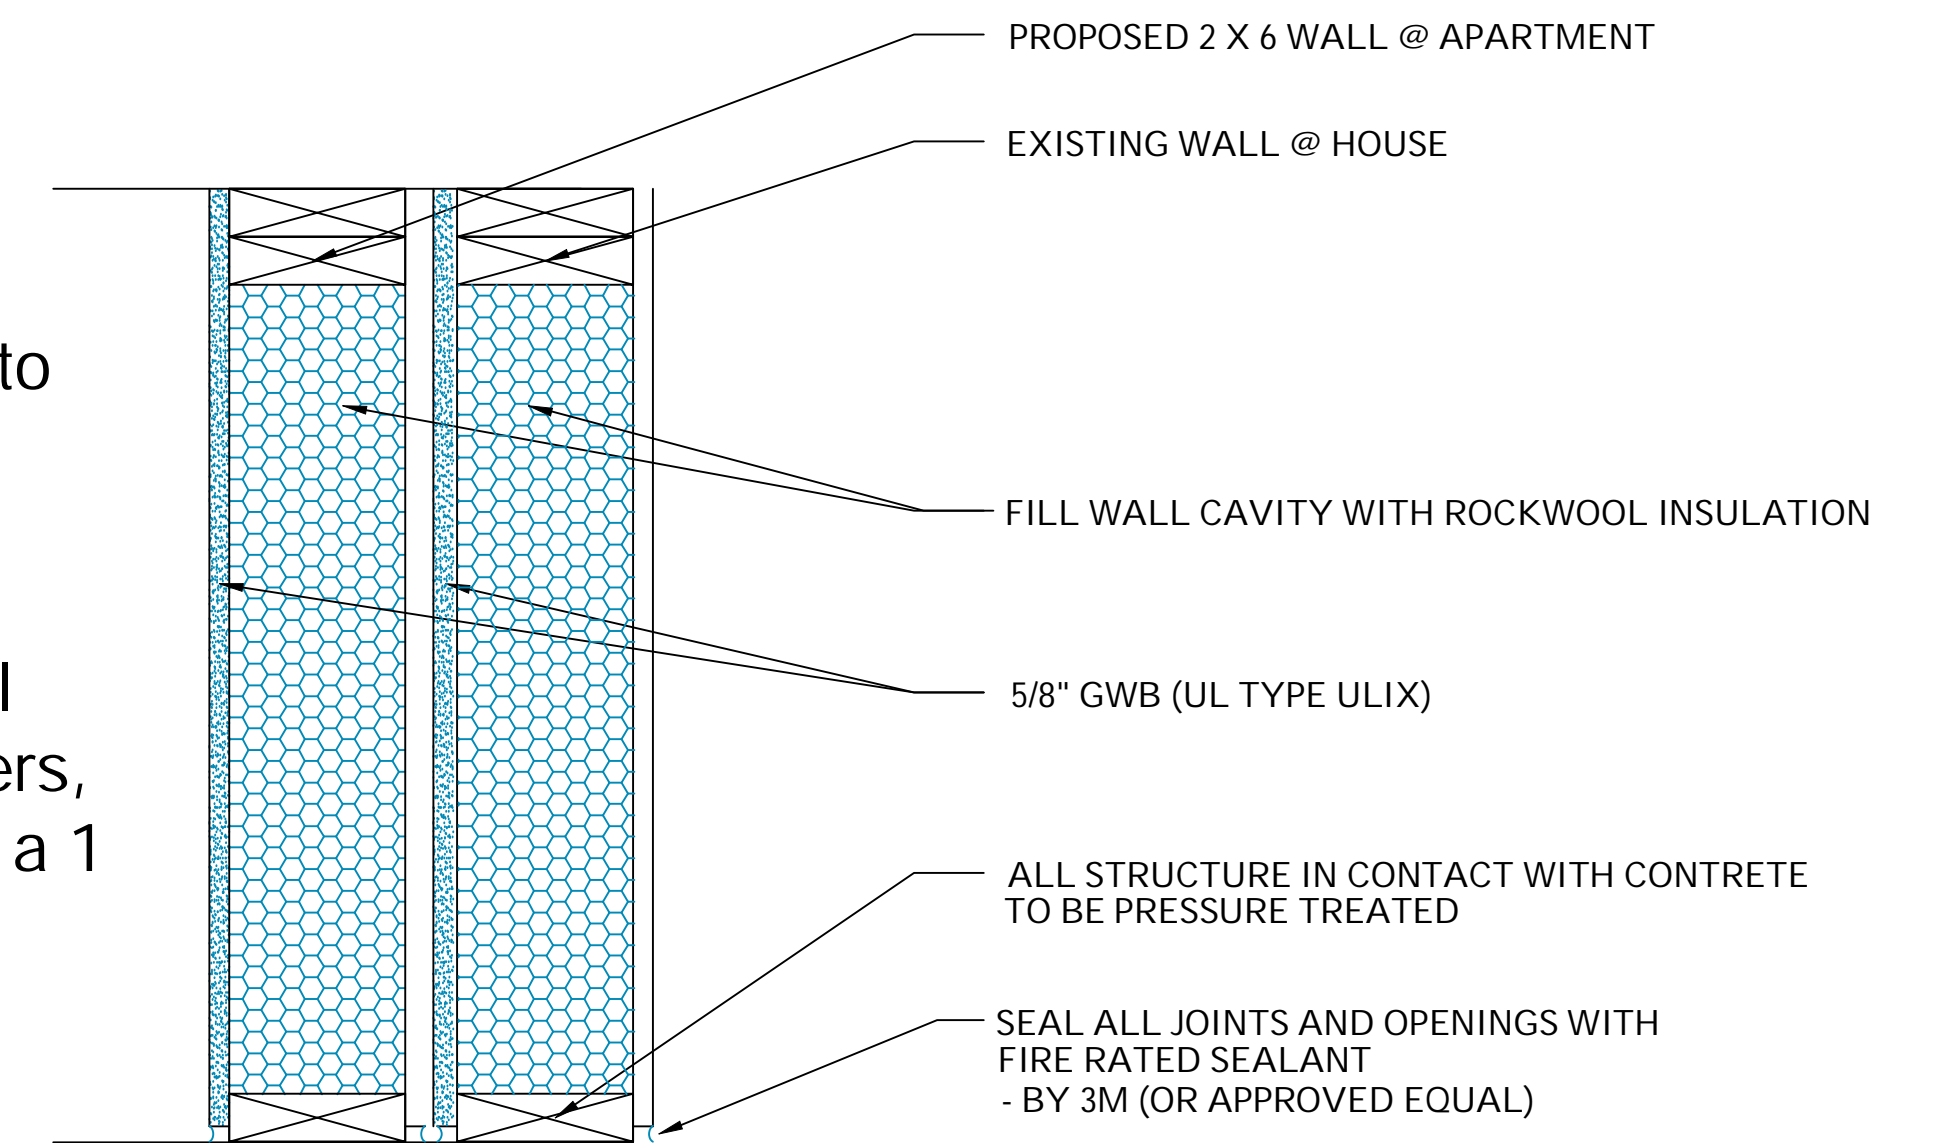 PROPOSED 2 X 6 WALL @ APARTMENT
EXISTING WALL @ HOUSE
to
FILL WALL CAVITY WITH ROCKWOOL INSULATION
5/8" GWB (UL TYPE ULIX)
ers,
a 1
ALL STRUCTURE IN CONTACT WITH CONTRETE
TO BE PRESSURE TREATED
SEAL ALL JOINTS AND OPENINGS WITH
FIRE RATED SEALANT
- BY 3M (OR APPROVED EQUAL)